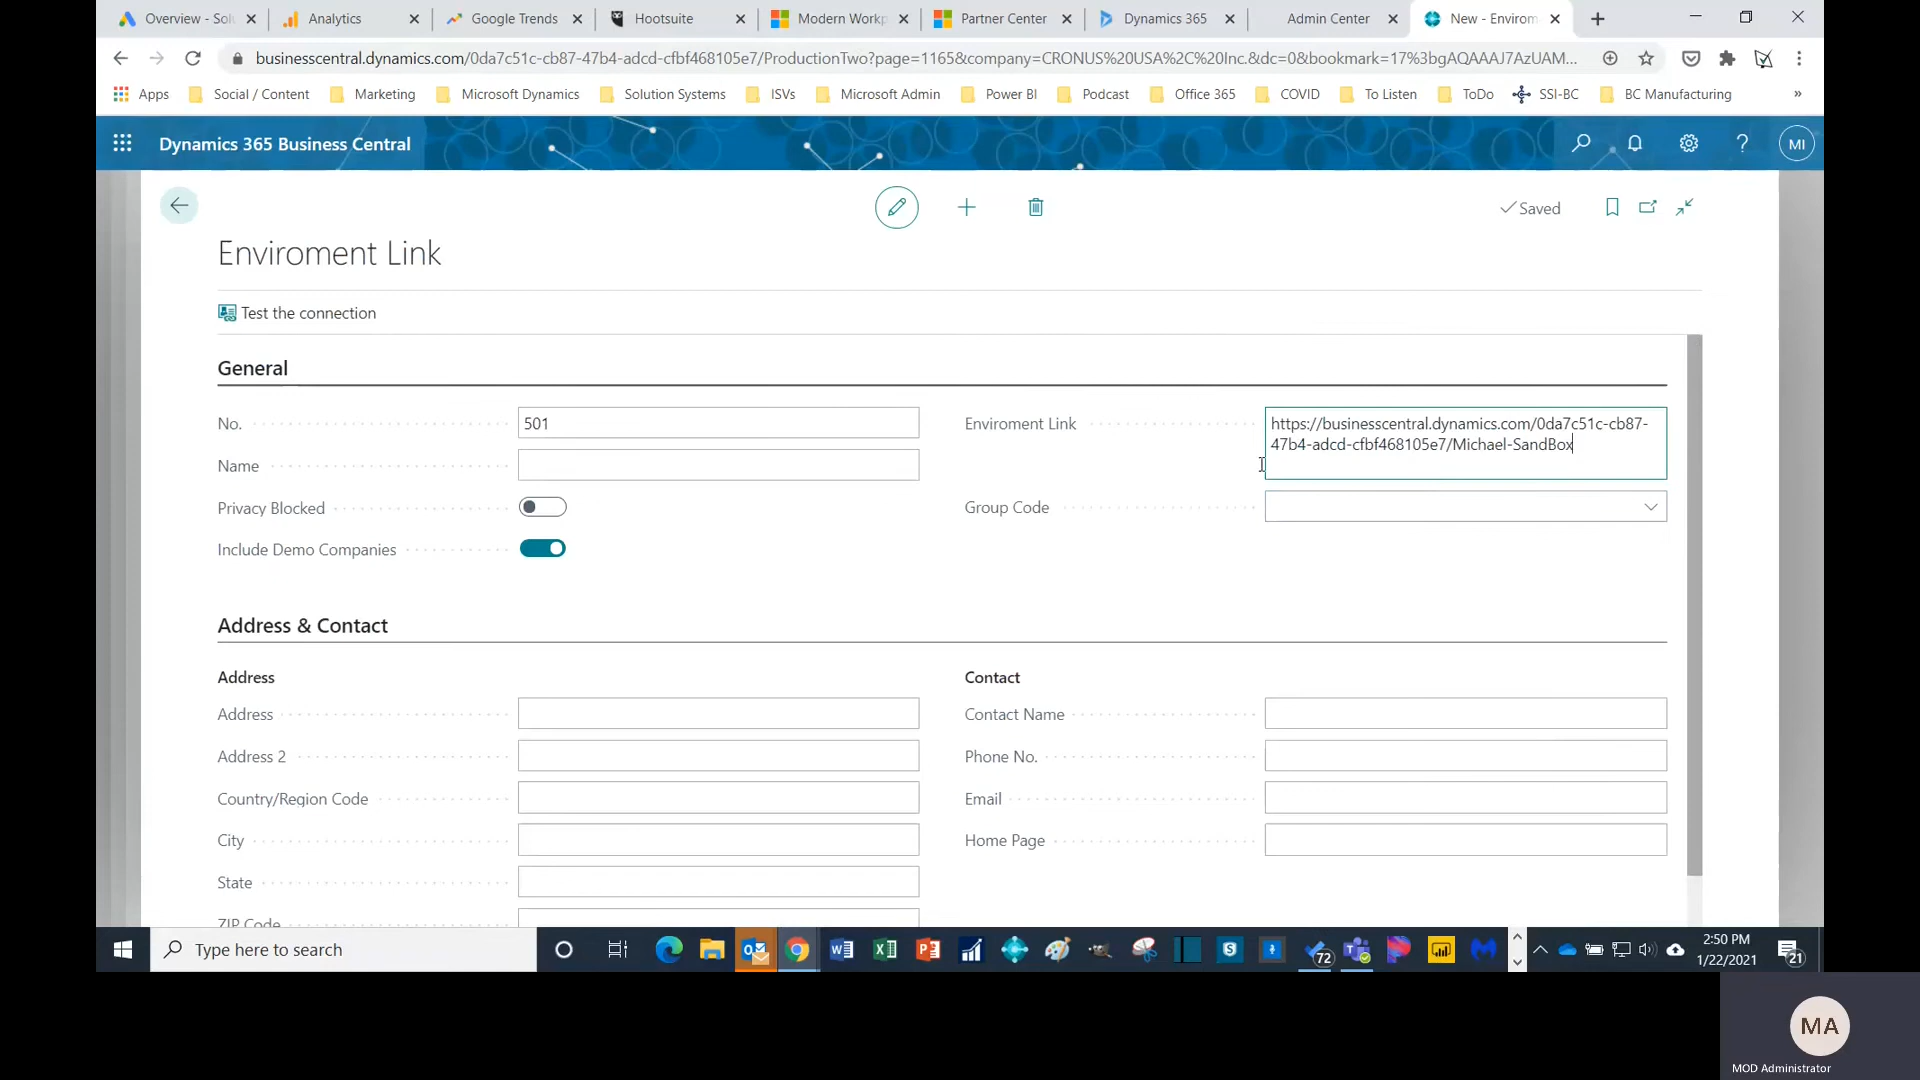 Overview - Sol
Analytics
Google Trends
Hootsuite
Modern Workp
Partner Center
Dynamics 365
Admin Center
New - Environ
businesscentral.dynamics.com/0da7c51c-cb87-47b4-adcd-cfbf468105e7/ProductionTwo?page=1165&company=CRONUS%20USA%2C%20Inc.&dc=0&bookmark=17%3bgAQAAAJ7AzUAM...
Apps
Social / Content
Marketing
Microsoft Dynamics
Solution Systems
ISVs
Microsoft Admin
Power BI
Podcast
Office 365
COVID
To Listen
ToDo
SSI-BC
BC Manufacturing
»
Dynamics 365 Business Central
?
MI
Saved
Enviroment Link
Test the connection
General
No.
501
Enviroment Link
https://businesscentral.dynamics.com/0da7c51c-cb87-
47b4-adcd-cfbf468105e7/Michael-SandBox
Name
Privacy Blocked
Group Code
Include Demo Companies
Address & Contact
Address
Contact
Address
Contact Name
Address 2
Phone No.
Country/Region Code
Email
City
Home Page
State
ZIP Code
Type here to search
72
2:50 PM
1/22/2021
21
MA
MOD Administrator